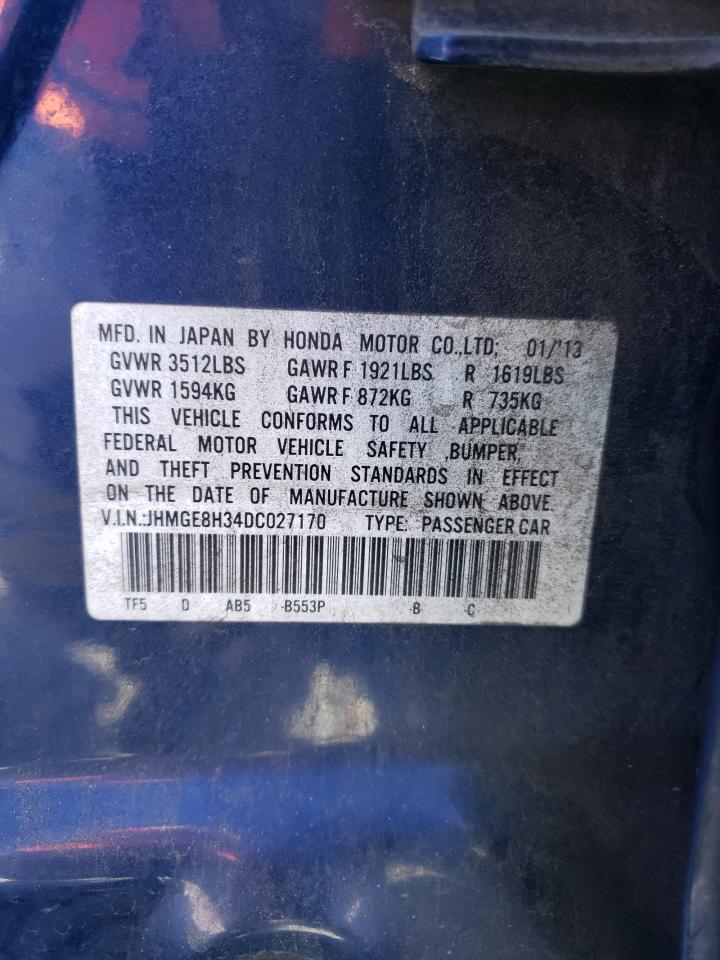 MFD. IN JAPAN BY HONDA MOTOR CO.,LTD; 01/'13
GVWR 3512LBS GAWR F 1921LBS R 1619LBS
GVWR 1594KG GAWR F 872KG R 735KG
THIS VEHICLE CONFORMS TO ALL APPLICABLE
FEDERAL MOTOR VEHICLE SAFETY ,BUMPER,
AND THEFT PREVENTION STANDARDS IN EFFECT
ON THE DATE OF MANUFACTURE SHOWN ABOVE.
V.I.N.:JHMGE8H34DC027170 TYPE: PASSENGER CAR
TF5 D AB5 -B553P -B -C